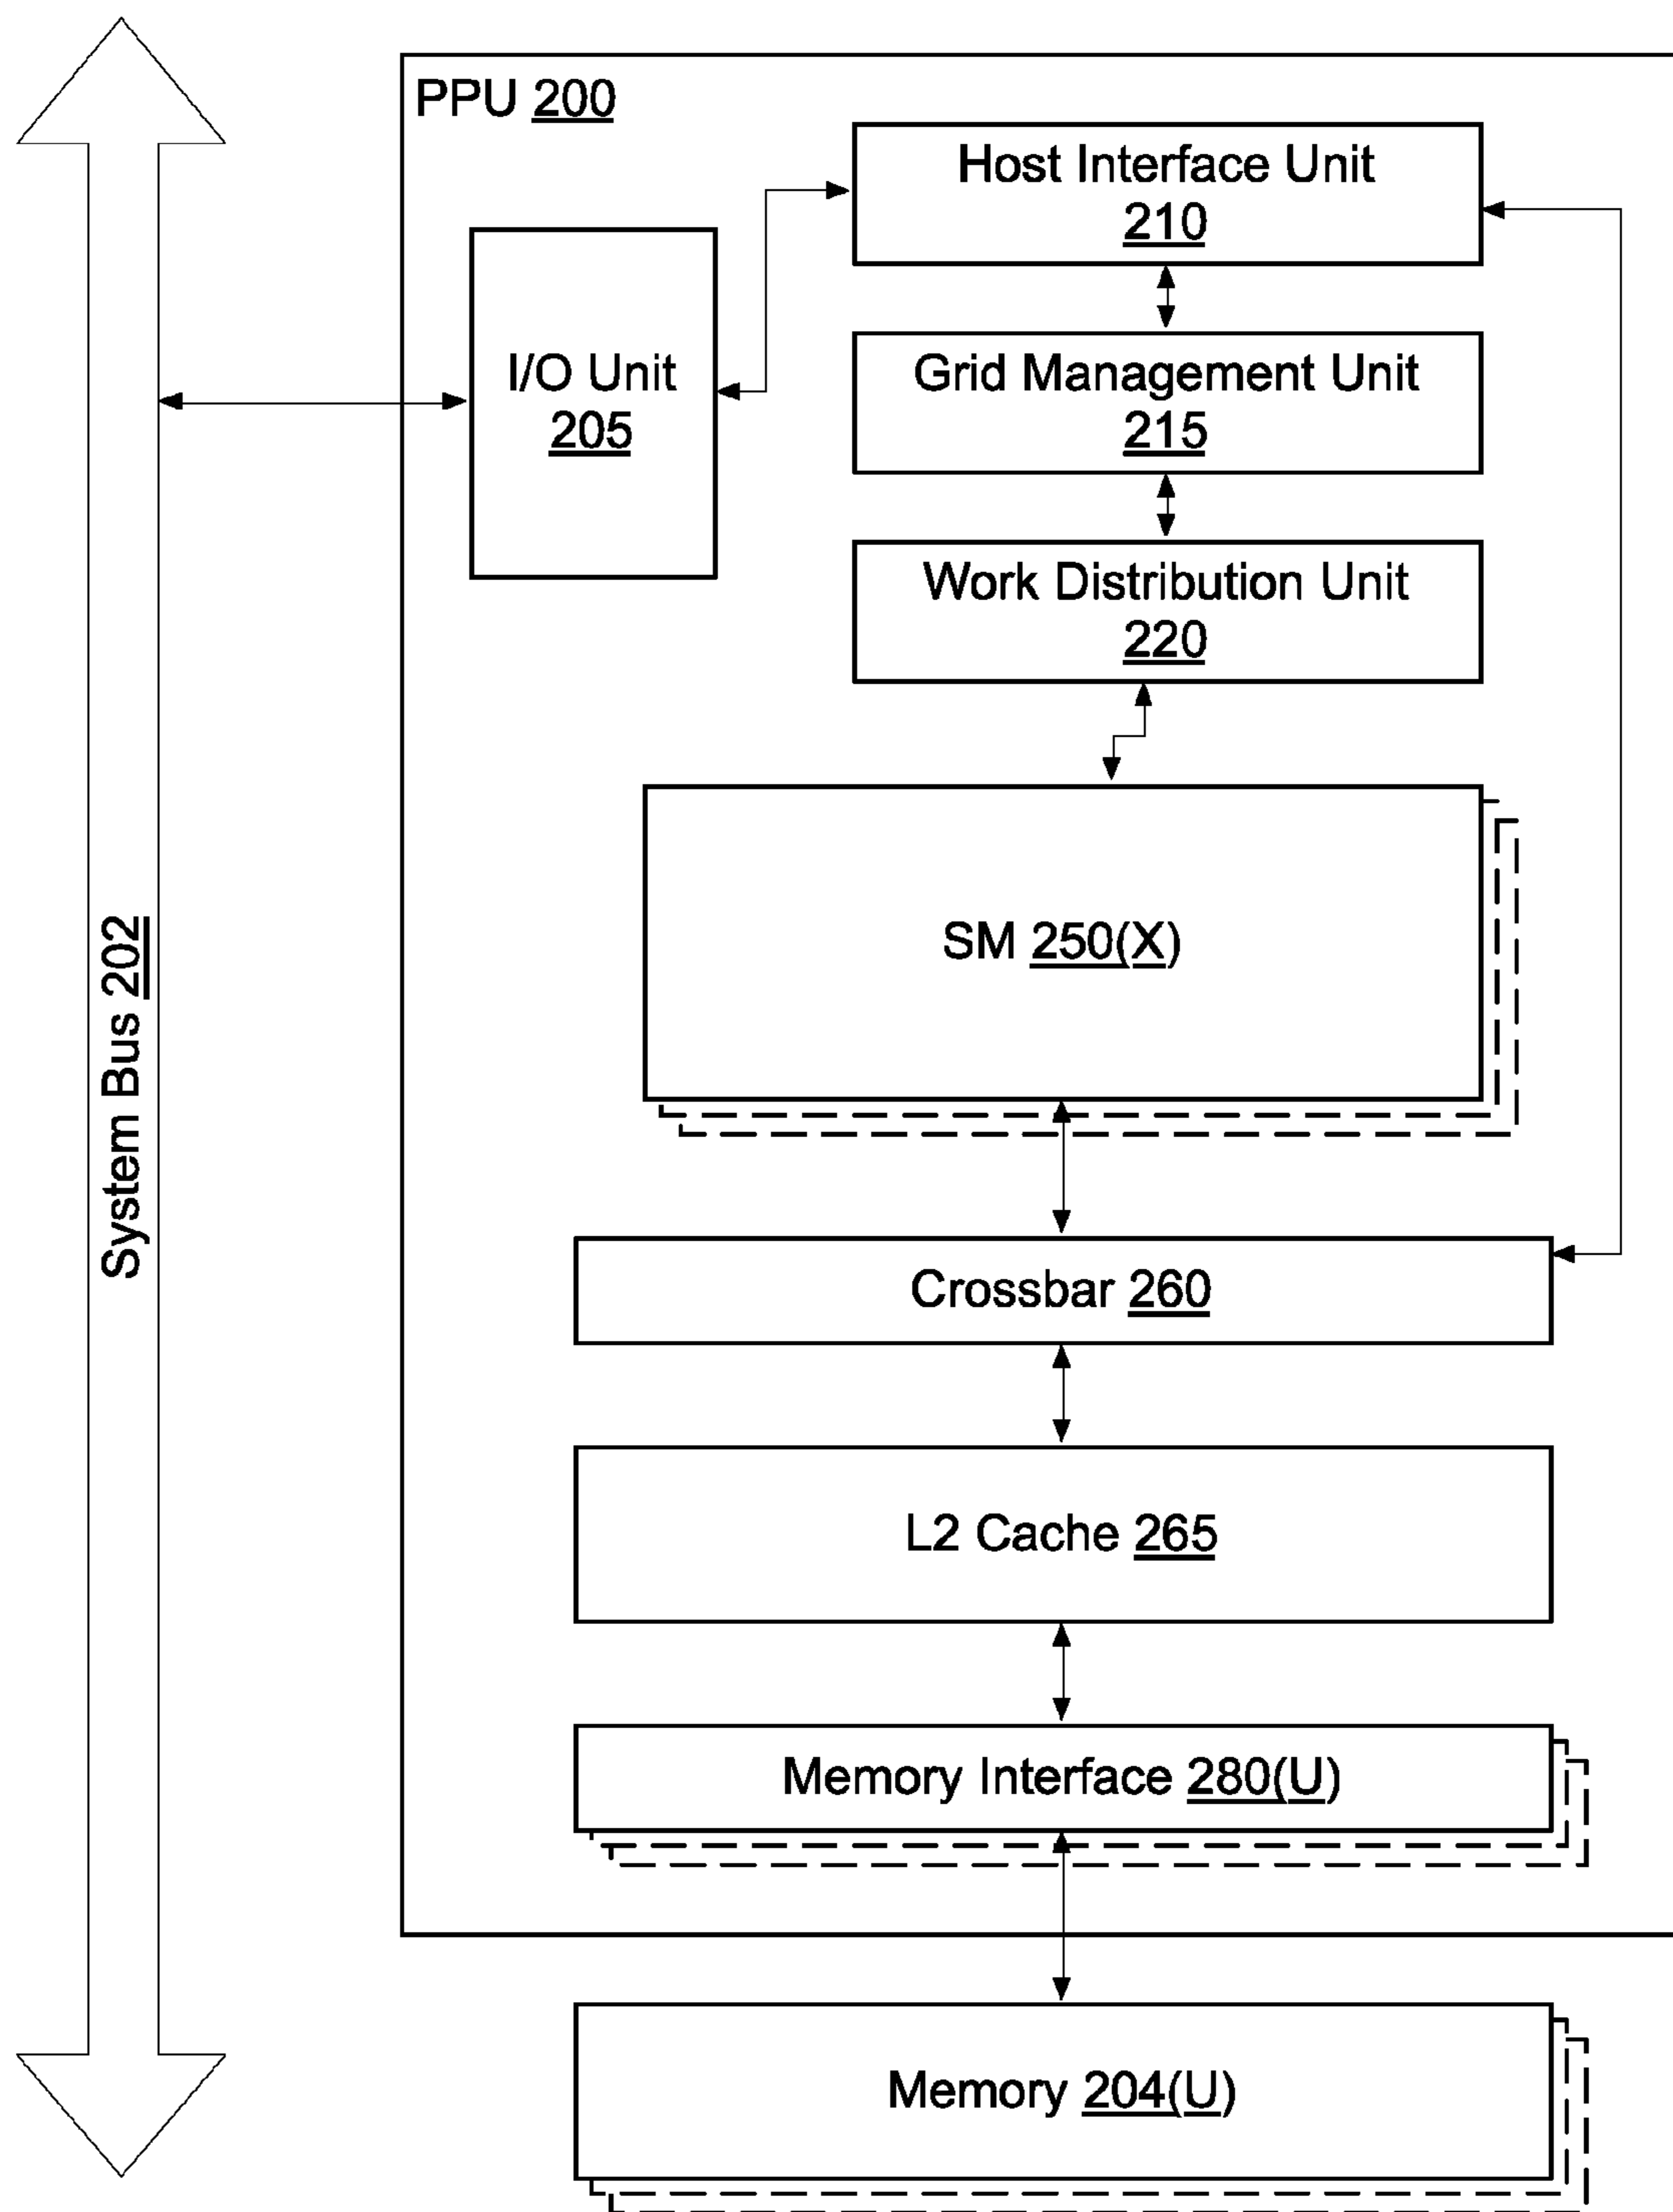 PPU 200
Host Interface Unit
210
I/O Unit
205
Grid Management Unit
215
Work Distribution Unit
220
SM 250(X)
System Bus 202
Crossbar 260
L2 Cache 265
Memory Interface 280(U)
Memory 204(U)